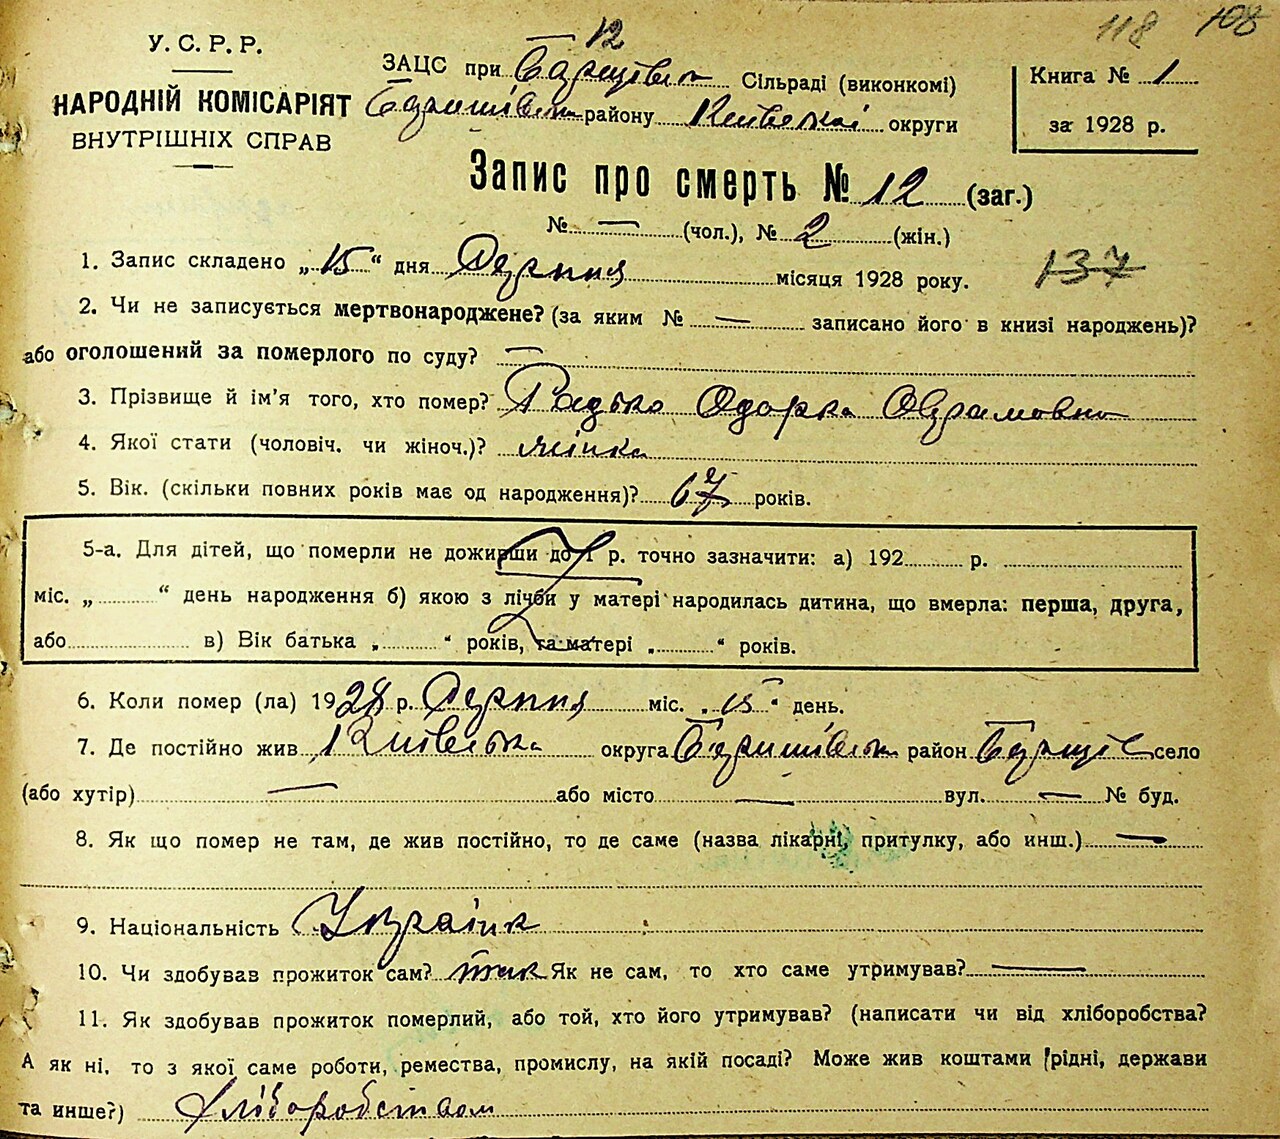 118 108
У. С. Р. Р.
НАРОДНІЙ КОМІСАРІЯТ
ВНУТРІШНІХ СПРАВ
12
ЗАЦС при Сільраді (виконкомі)
району Київської округи
Книга № 1
за 1928 р.
Запис про смерть № 12 (заг.)
№ — (чол.), № 2 (жін.)
1. Запис складено „15“ дня Серпня місяця 1928 року.
137
2. Чи не записується мертвонароджене? (за яким № — записано його в книзі народжень)?
або оголошений за померлого по суду? —
3. Прізвище й ім'я того, хто помер? Радько Одарка Оврамовна
4. Якої стати (чоловіч. чи жіноч.)? жінка
5. Вік. (скільки повних років має од народження)? 67 років.
5-а. Для дітей, що померли не доживши до 1 р. точно зазначити: а) 192 р.
міс. „ “ день народження б) якою з лічби у матері народилась дитина, що вмерла: перша, друга,
або в) Вік батька „ “ років, та матері „ “ років.
6. Коли помер (ла) 1928 р. Серпня міс. „15“ день.
7. Де постійно жив Київська округа район село
(або хутір) — або місто — вул. — № буд.
8. Як що помер не там, де жив постійно, то де саме (назва лікарні, притулку, або инш.) —
9. Національність Україн
10. Чи здобував прожиток сам? так Як не сам, то хто саме утримував? —
11. Як здобував прожиток померлий, або той, хто його утримував? (написати чи від хліборобства?
А як ні, то з якої саме роботи, ремества, промислу, на якій посаді? Може жив коштами рідні, держави
та инше?) Хліборобством